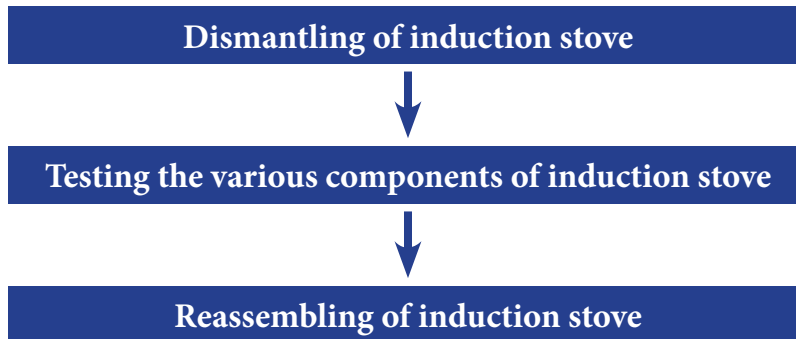 Dismantling of induction stove
Testing the various components of induction stove
Reassembling of induction stove